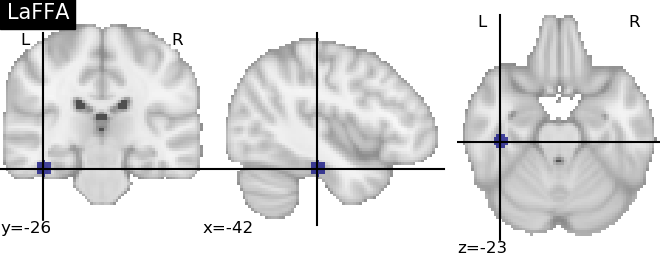 LaFFA
L R
L R
y=-26
x=-42
z=-23